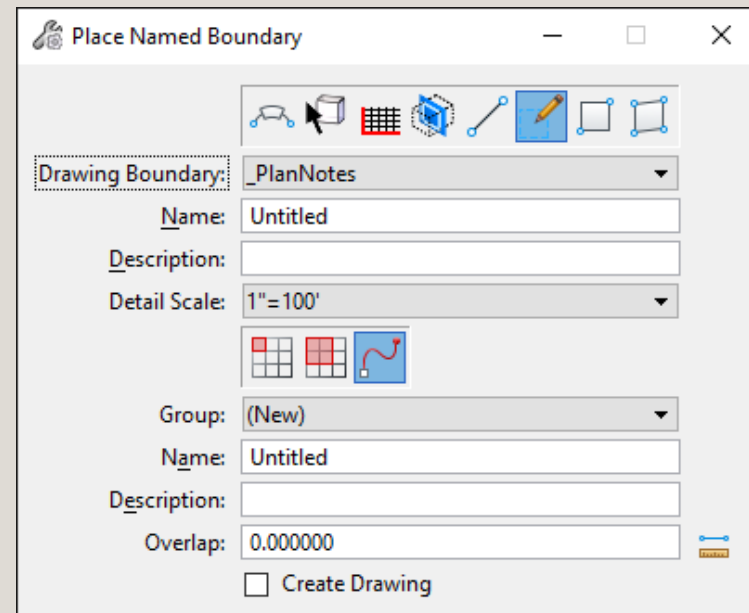 Place Named Boundary
Drawing Boundary: _PlanNotes
Name: Untitled
Description:
Detail Scale: 1"=100'
Group: (New)
Name: Untitled
Description:
Overlap: 0.000000
Create Drawing